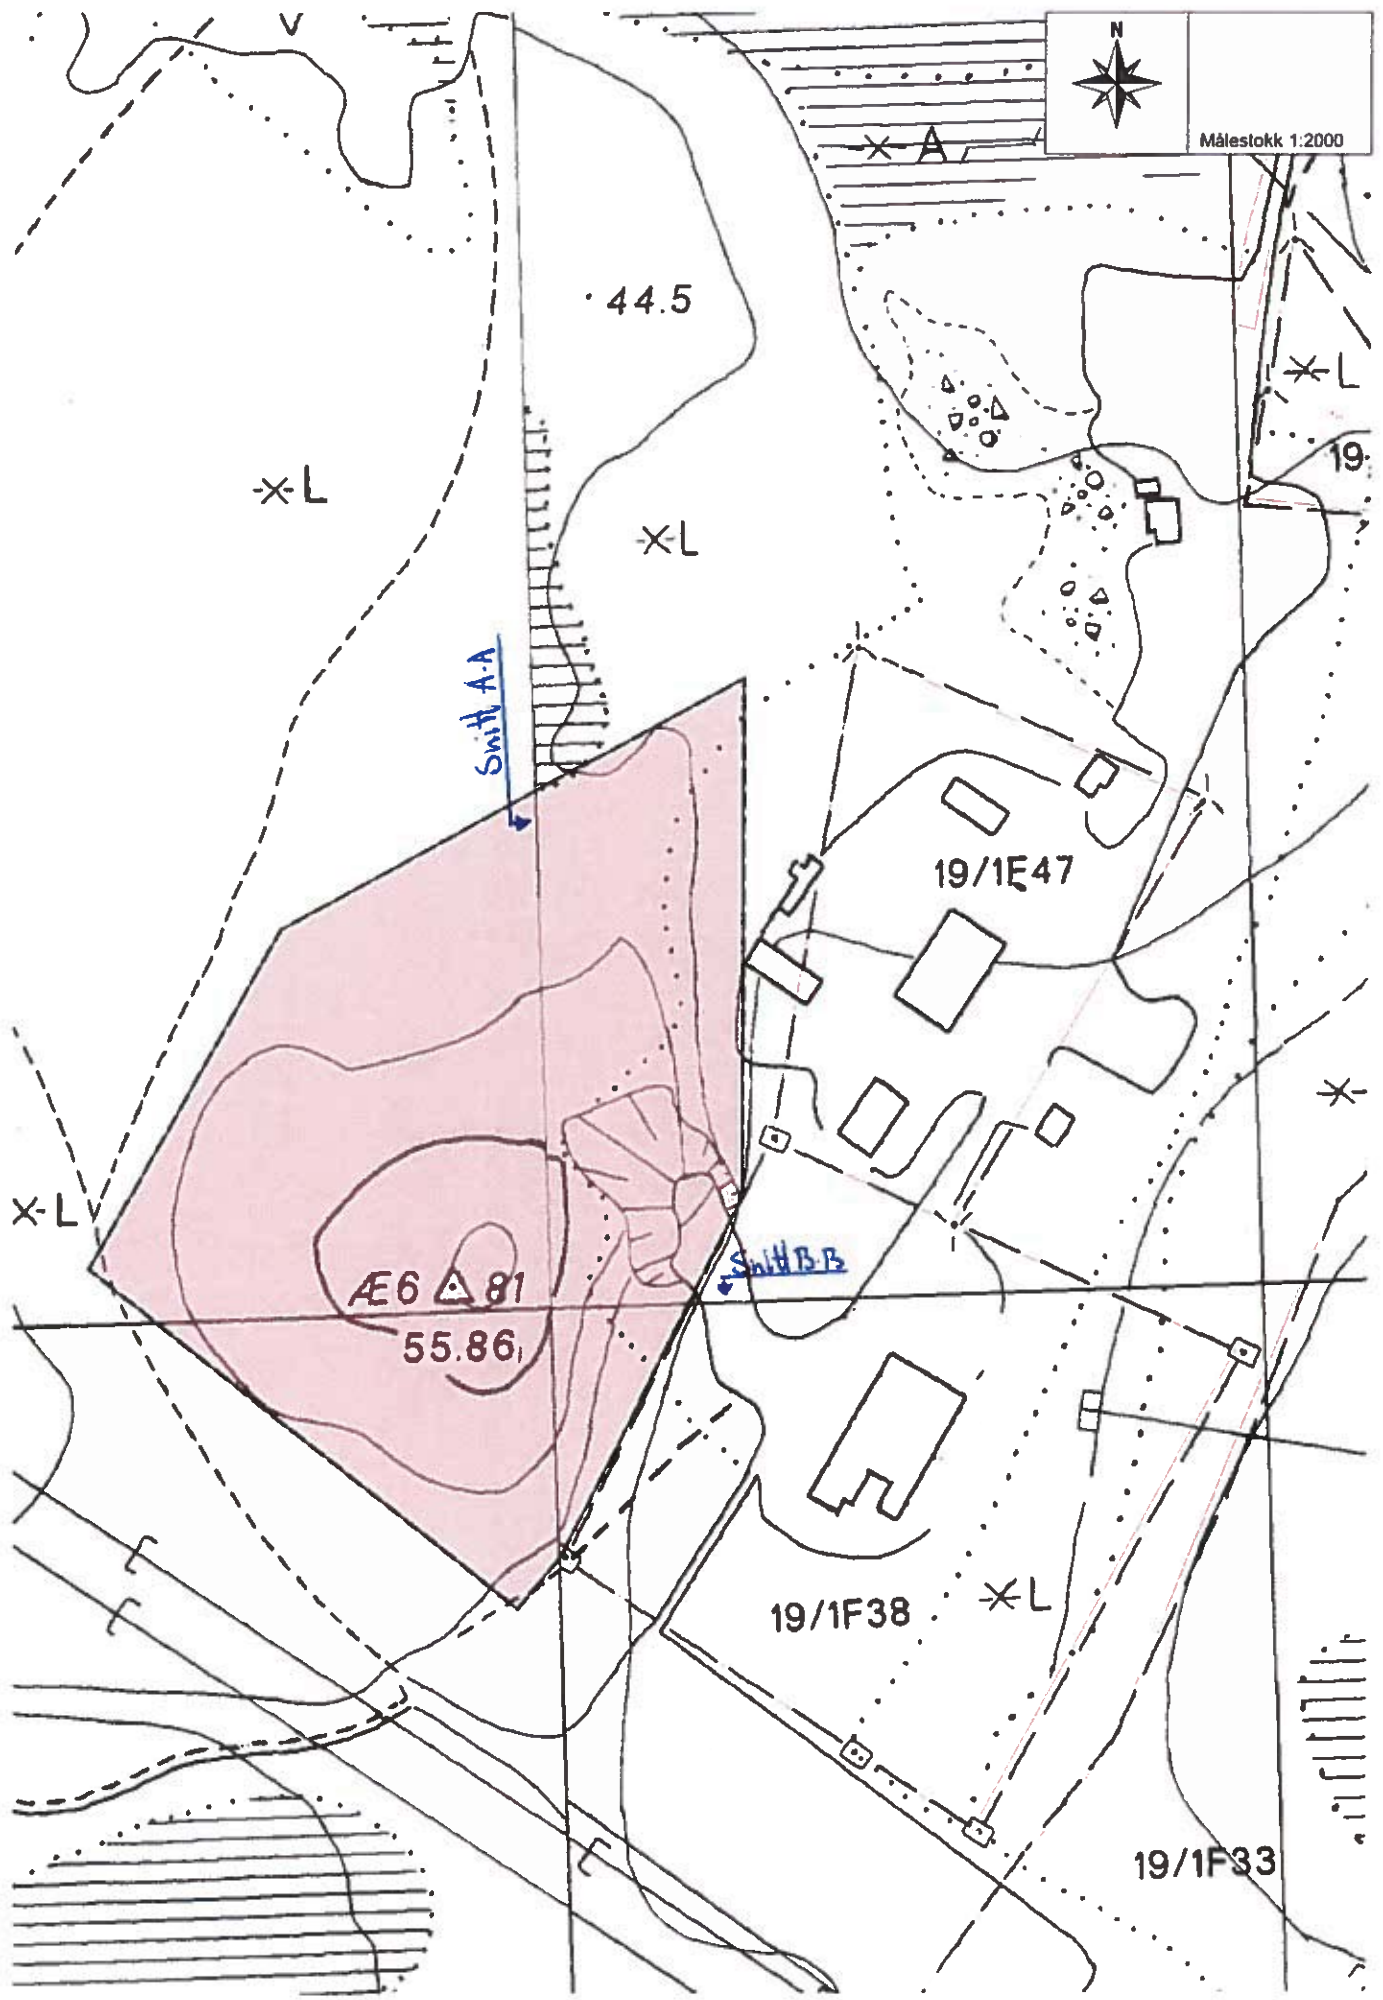 N
Målestokk 1:2000
A
44.5
L
L
19
L
L
Snitt A-A
19/1E47
L
Snitt B-B
Æ6 81
55.86
L
19/1F38
19/1F33